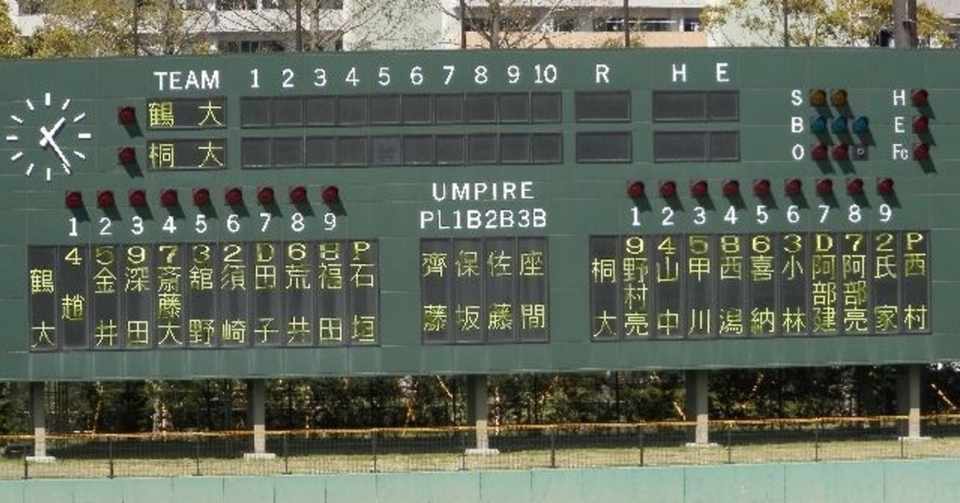 TEAM 1 2 3 4 5 6 7 8 9 10 R H E
鶴大
桐大
S H
B E
O Fc
UMPIRE
PL 1B 2B 3B
1 2 3 4 5 6 7 8 9
1 2 3 4 5 6 7 8 9
鶴大
4 趙
5 金井
9 深田
7 斎藤大
3 舘野
2 須崎
D 田子
6 荒井
8 福田
P 石垣
齊藤
保坂
佐藤
座間
桐大
9 野村亮
4 山中
5 甲川
8 西潟
6 喜納
3 小林
D 阿部建
7 阿部亮
2 氏家
P 西村